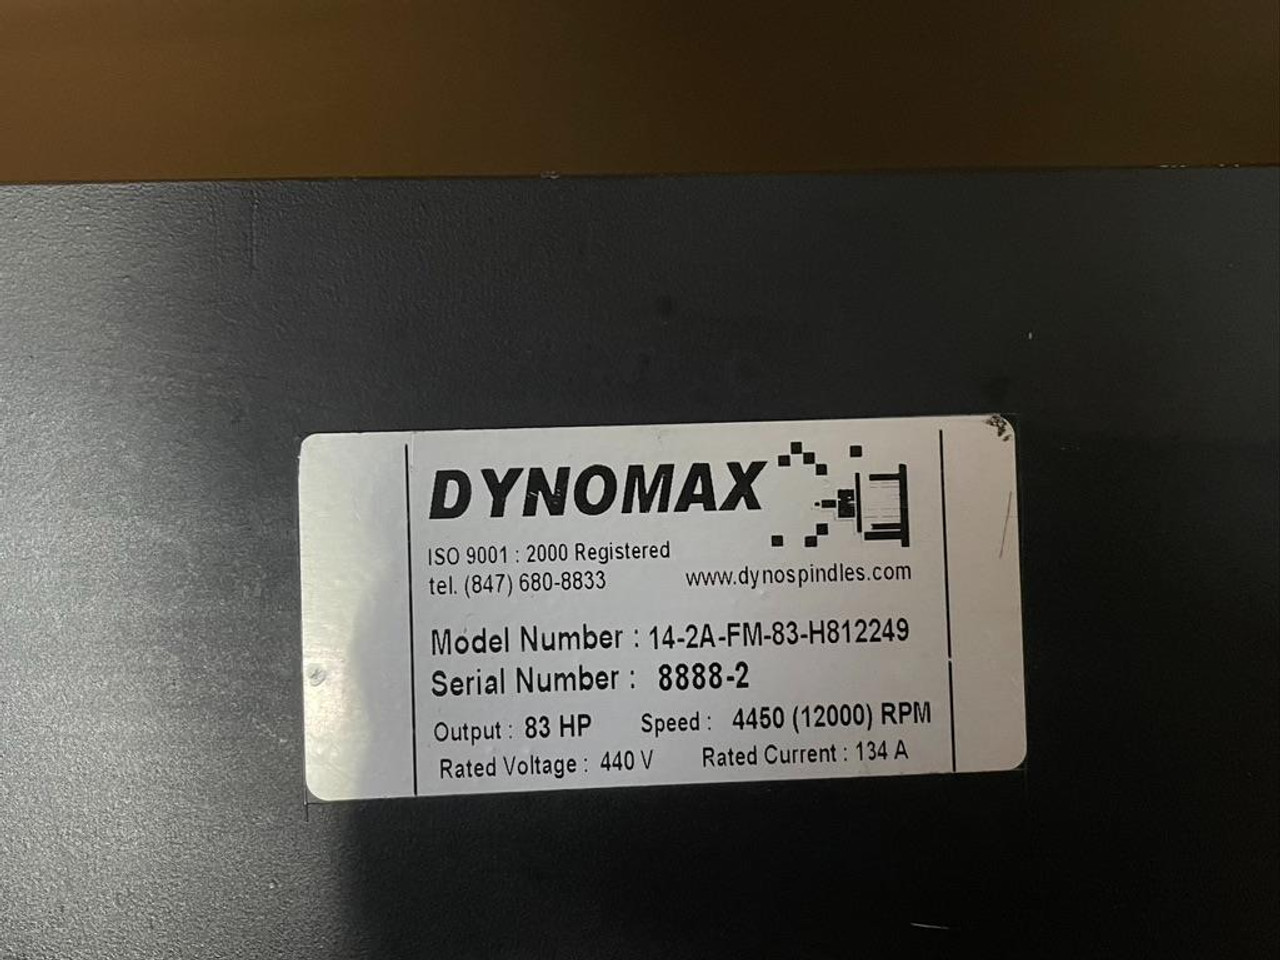 DYNOMAX
ISO 9001 : 2000 Registered
tel. (847) 680-8833 www.dynospindles.com
Model Number : 14-2A-FM-83-H812249
Serial Number : 8888-2
Output : 83 HP Speed : 4450 (12000) RPM
Rated Voltage : 440 V Rated Current : 134 A